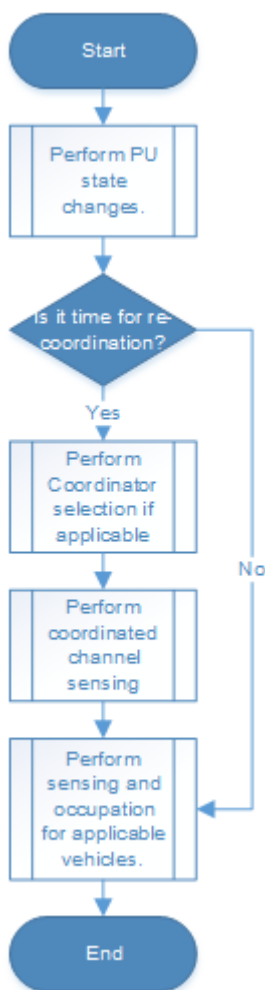 Start
Perform PU
state
changes.
Is it time for re-
coordination?
Yes
Perform
Coordinator
selection if
applicable
No
Perform
coordinated
channel
sensing
Perform
sensing and
occupation
for applicable
vehicles.
End